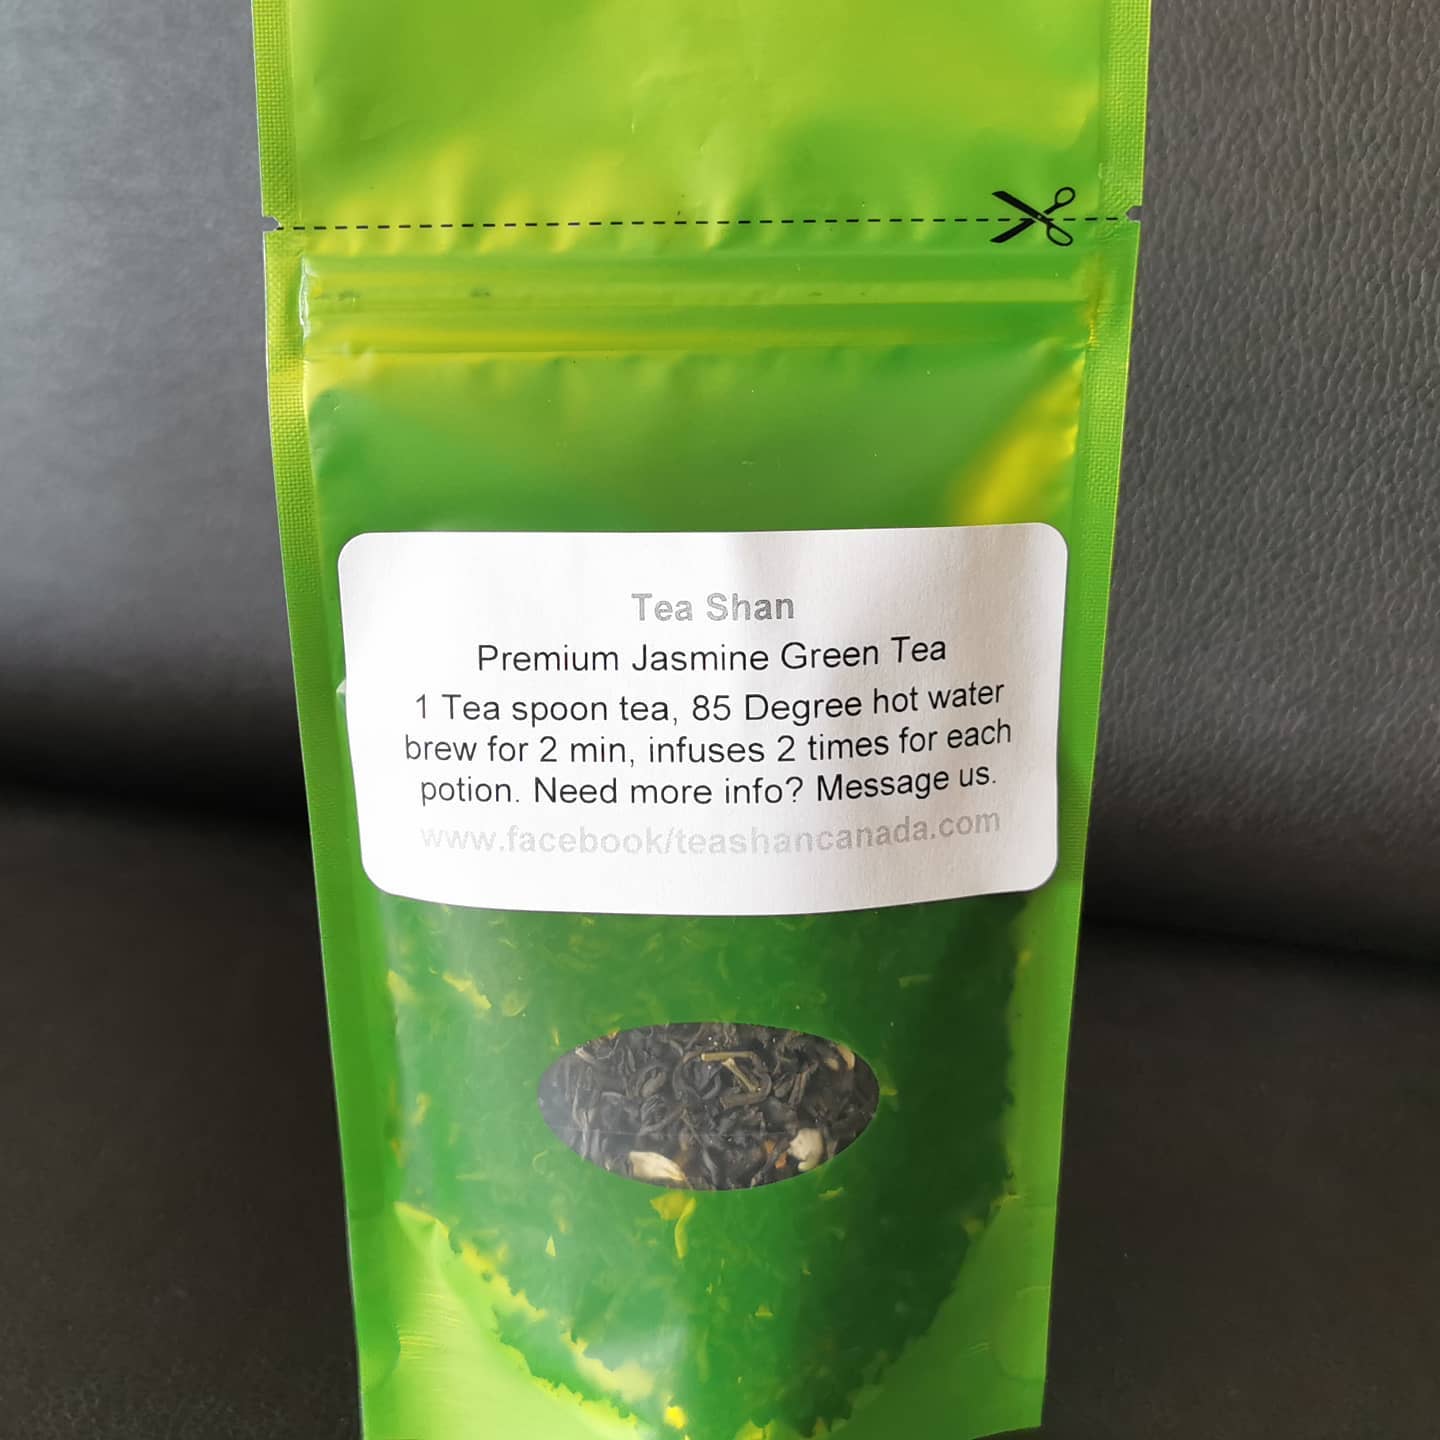 Tea Shan
Premium Jasmine Green Tea
1 Tea spoon tea, 85 Degree hot water
brew for 2 min, infuses 2 times for each
potion. Need more info? Message us.
www.facebook/teashancanada.com